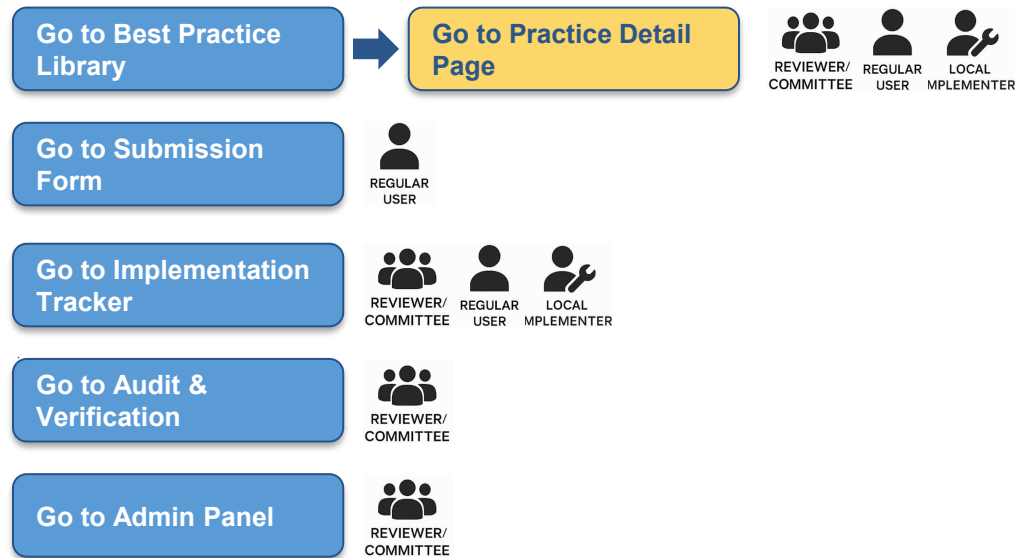 Go to Best Practice
Library
Go to Practice Detail
Page
REVIEWER/
COMMITTEE
REGULAR
USER
LOCAL
MPLEMENTER
Go to Submission
Form
REGULAR
USER
Go to Implementation
Tracker
REVIEWER/
COMMITTEE
REGULAR
USER
LOCAL
MPLEMENTER
Go to Audit &
Verification
REVIEWER/
COMMITTEE
Go to Admin Panel
REVIEWER/
COMMITTEE